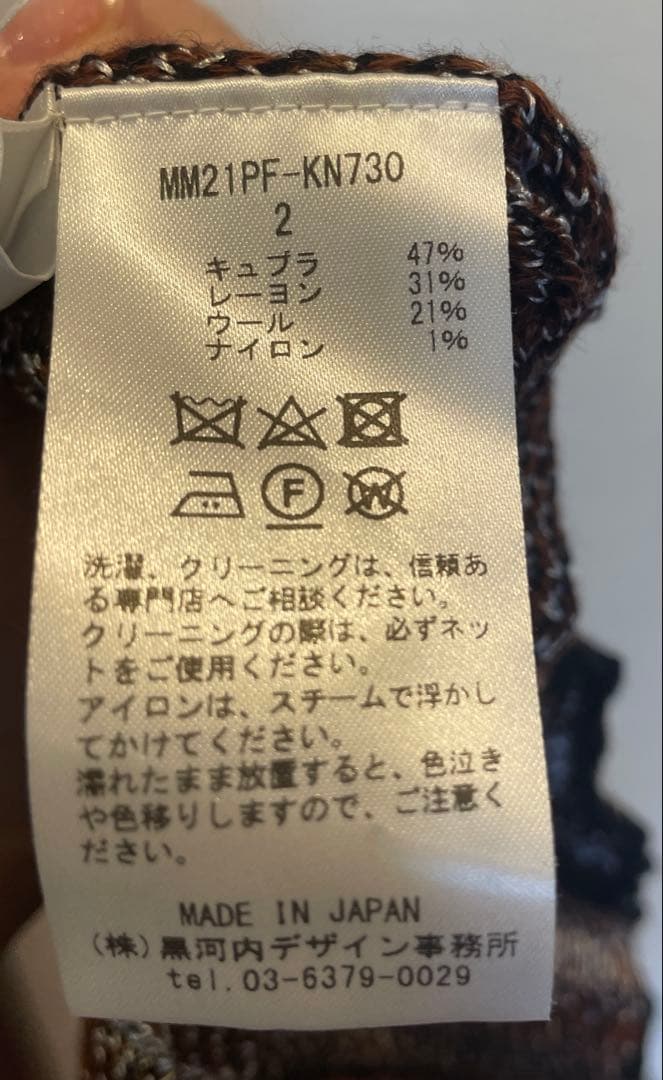 MM21PF-KN730
2
キュプラ 47%
レーヨン 31%
ウール 21%
ナイロン 1%
F W
洗濯、クリーニングは、信頼あ
る専門店へご相談ください。
クリーニングの際は、必ずネッ
トをご使用ください。
アイロンは、スチームで浮かし
てかけてください。
濡れたまま放置すると、色泣き
や色移りしますので、ご注意く
ださい。
MADE IN JAPAN
(株)黒河内デザイン事務所
tel.03-6379-0029